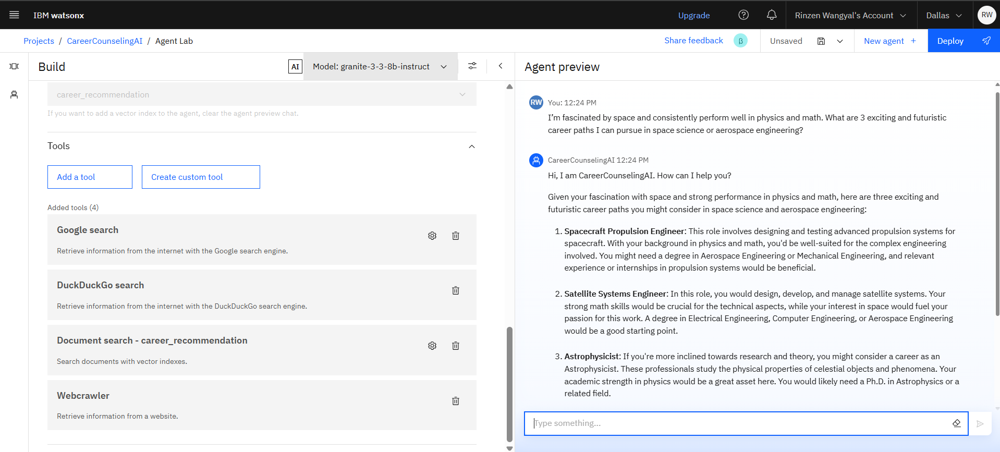 IBM watsonx
Upgrade
Rinzen Wangyal's Account
Dallas
RW
Projects / CareerCounselingAI / Agent Lab
Share feedback
β
Unsaved
New agent +
Deploy
Build
AI
Model: granite-3-3-8b-instruct
career_recommendation
If you want to add a vector index to the agent, clear the agent preview chat.
Tools
Add a tool
Create custom tool
Added tools (4)
Google search
Retrieve information from the internet with the Google search engine.
DuckDuckGo search
Retrieve information from the internet with the DuckDuckGo search engine.
Document search - career_recommendation
Search documents with vector indexes.
Webcrawler
Retrieve information from a website.
Agent preview
RW
You: 12:24 PM
I’m fascinated by space and consistently perform well in physics and math. What are 3 exciting and futuristic
career paths I can pursue in space science or aerospace engineering?
CareerCounselingAI 12:24 PM
Hi, I am CareerCounselingAI. How can I help you?
Given your fascination with space and strong performance in physics and math, here are three exciting and
futuristic career paths you might consider in space science and aerospace engineering:
1. Spacecraft Propulsion Engineer: This role involves designing and testing advanced propulsion systems for
spacecraft. With your background in physics and math, you'd be well-suited for the complex engineering
involved. You might need a degree in Aerospace Engineering or Mechanical Engineering, and relevant
experience or internships in propulsion systems would be beneficial.
2. Satellite Systems Engineer: In this role, you would design, develop, and manage satellite systems. Your
strong math skills would be crucial for the technical aspects, while your interest in space would fuel your
passion for this work. A degree in Electrical Engineering, Computer Engineering, or Aerospace Engineering
would be a good starting point.
3. Astrophysicist: If you're more inclined towards research and theory, you might consider a career as an
Astrophysicist. These professionals study the physical properties of celestial objects and phenomena. Your
academic strength in physics would be a great asset here. You would likely need a Ph.D. in Astrophysics or a
related field.
Type something...